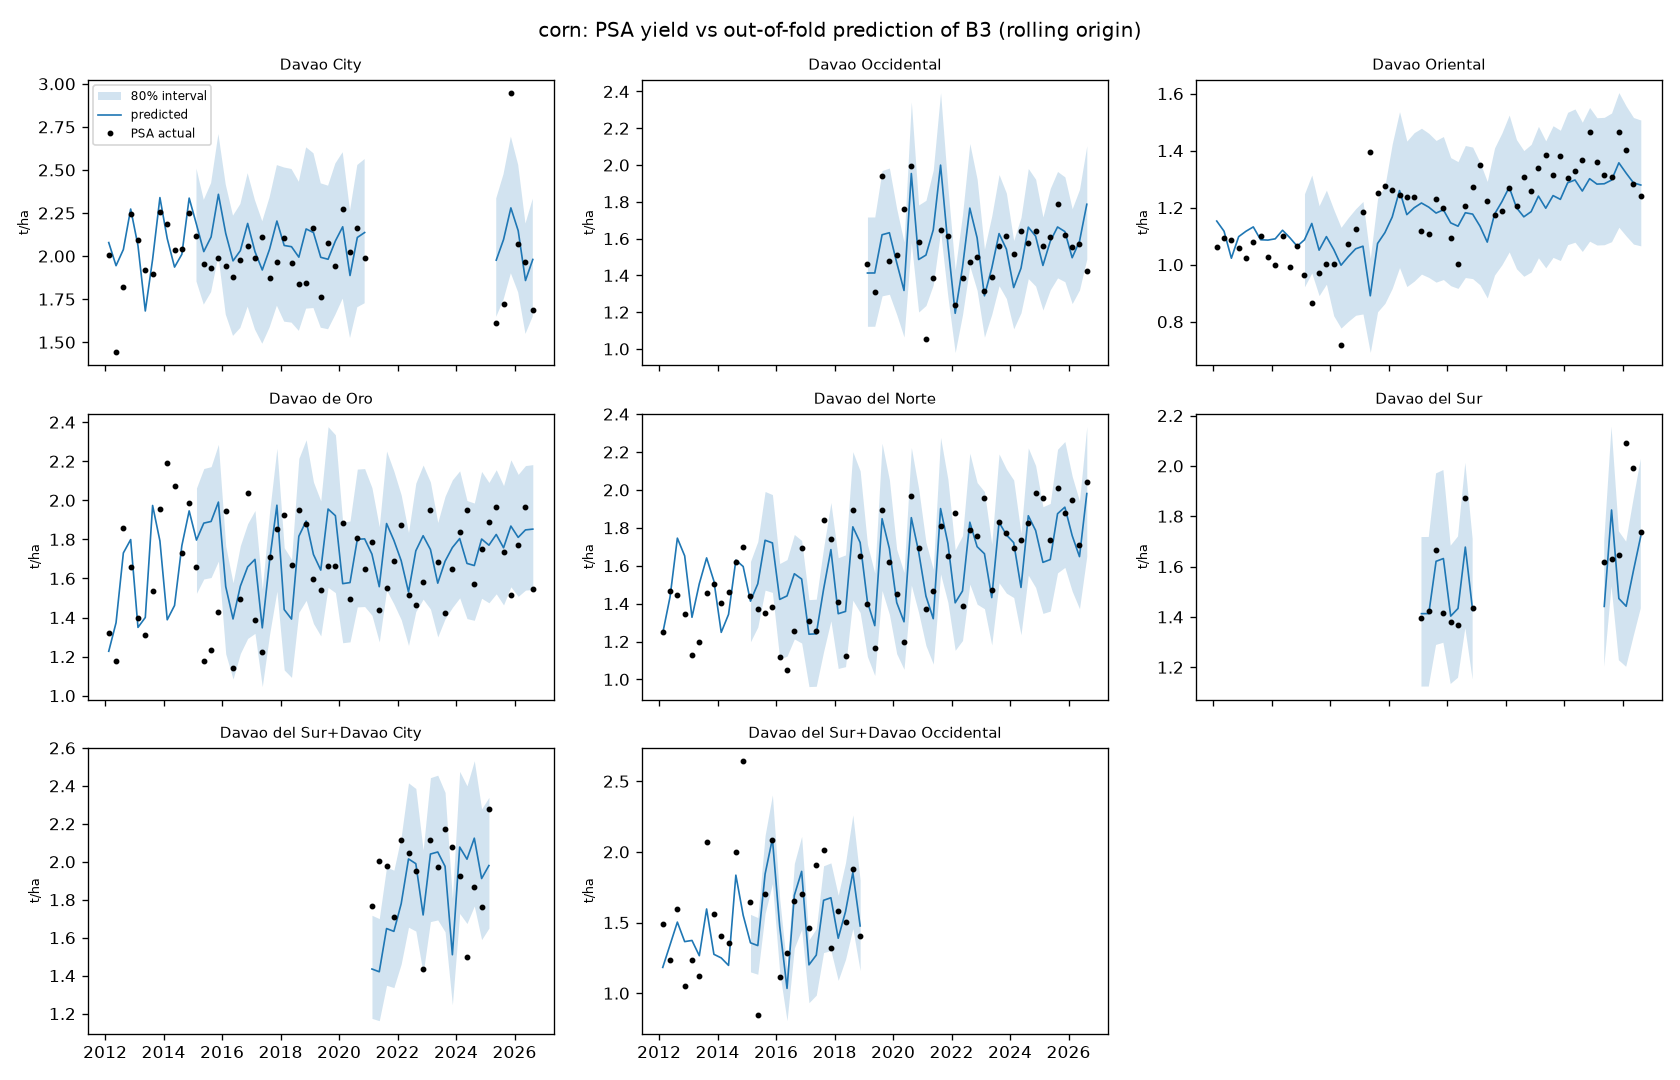 corn: PSA yield vs out-of-fold prediction of B3 (rolling origin)
Davao City
Davao Occidental
Davao Oriental
3.00
2.75
2.50
2.25
2.00
1.75
1.50
t/ha
80% interval
predicted
PSA actual
2.4
2.2
2.0
1.8
1.6
1.4
1.2
1.0
t/ha
1.6
1.4
1.2
1.0
0.8
t/ha
Davao de Oro
Davao del Norte
Davao del Sur
2.4
2.2
2.0
1.8
1.6
1.4
1.2
1.0
t/ha
2.4
2.2
2.0
1.8
1.6
1.4
1.2
1.0
t/ha
2.2
2.0
1.8
1.6
1.4
1.2
t/ha
Davao del Sur+Davao City
Davao del Sur+Davao Occidental
2.6
2.4
2.2
2.0
1.8
1.6
1.4
1.2
t/ha
2012 2014 2016 2018 2020 2022 2024 2026
2.5
2.0
1.5
1.0
t/ha
2012 2014 2016 2018 2020 2022 2024 2026